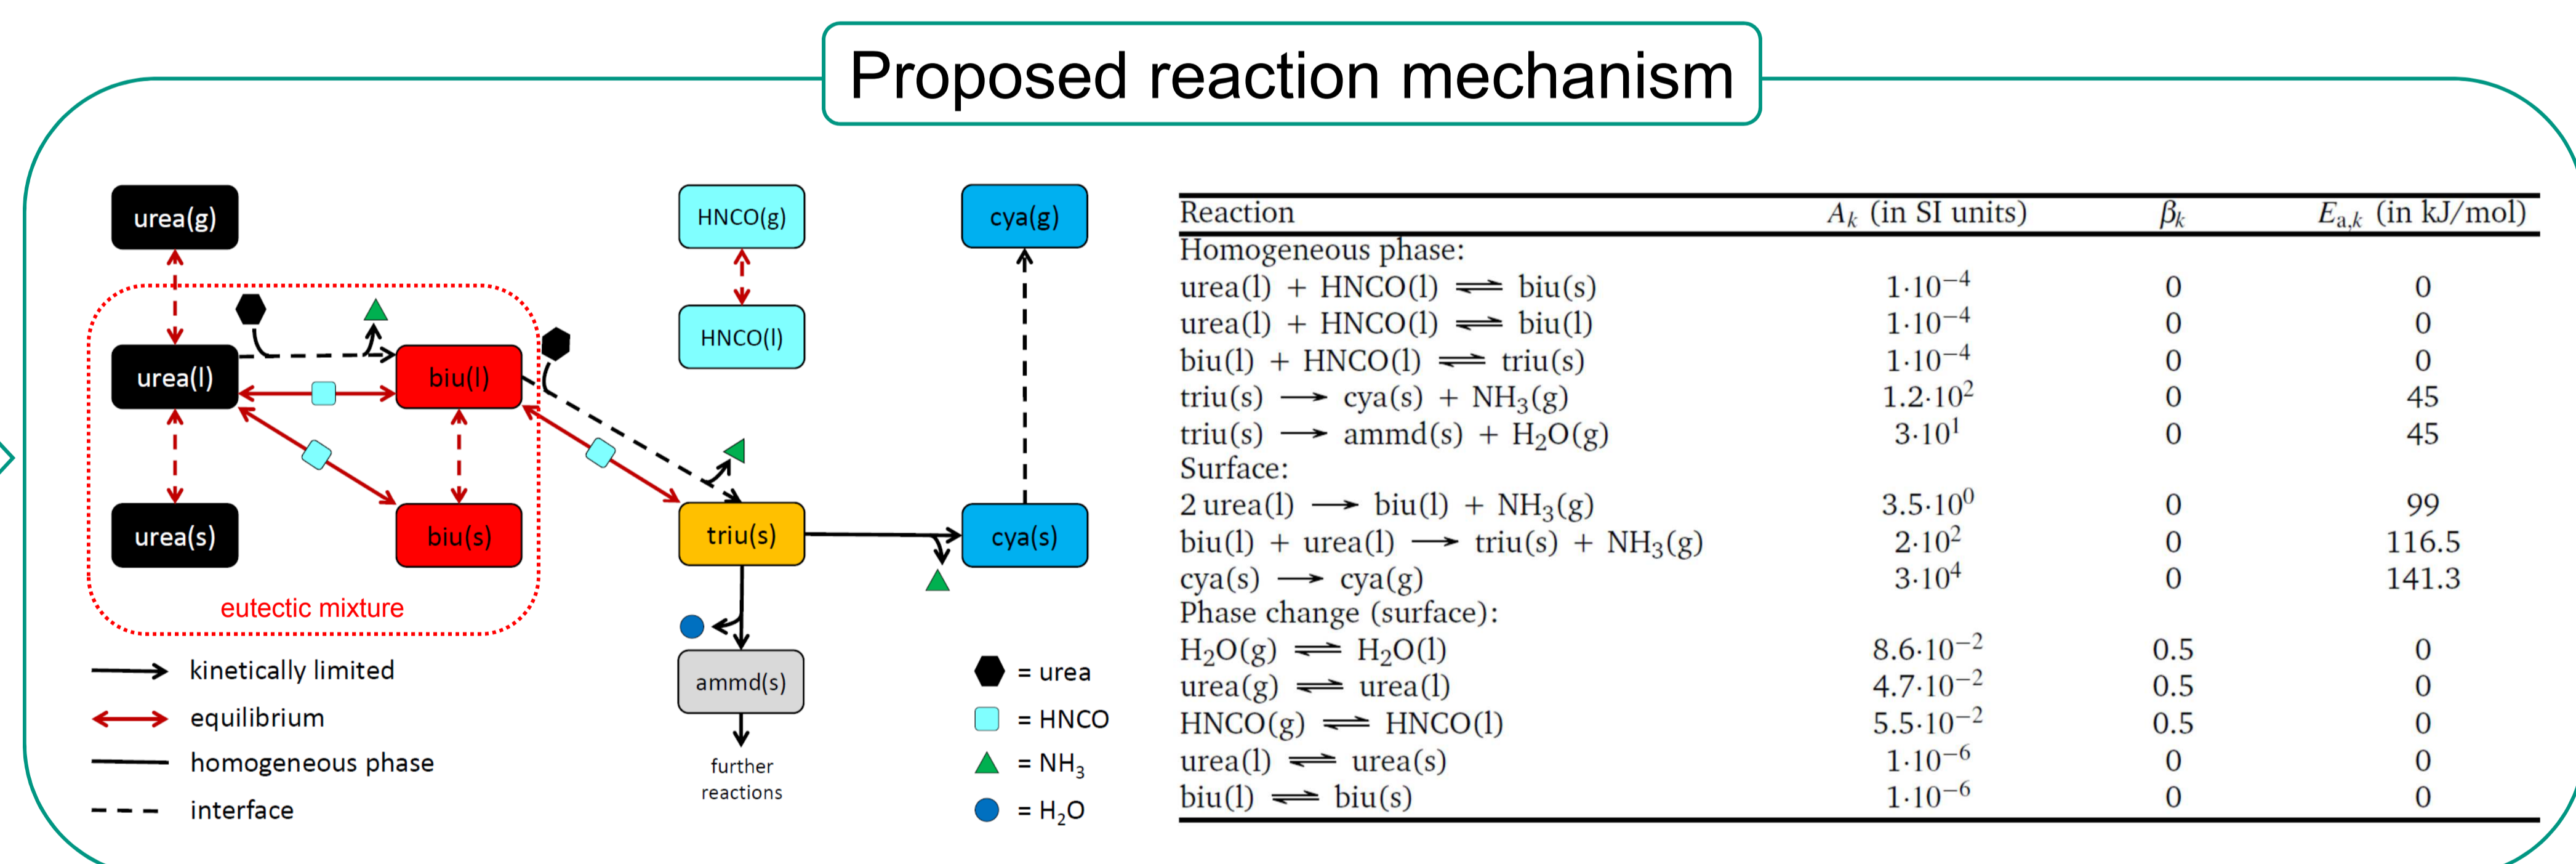 Proposed reaction mechanism
urea(g)
HNCO(g)
cya(g)
HNCO(l)
urea(l)
biu(l)
urea(s)
biu(s)
triu(s)
cya(s)
eutectic mixture
ammd(s)
further
reactions
kinetically limited
equilibrium
homogeneous phase
interface
= urea
= HNCO
= NH₃
= H₂O
Reaction Aₖ (in SI units) βₖ Eₐ,ₖ (in kJ/mol)
Homogeneous phase:
urea(l) + HNCO(l) ⇌ biu(s) 1·10⁻⁴ 0 0
urea(l) + HNCO(l) ⇌ biu(l) 1·10⁻⁴ 0 0
biu(l) + HNCO(l) ⇌ triu(s) 1·10⁻⁴ 0 0
triu(s) → cya(s) + NH₃(g) 1.2·10² 0 45
triu(s) → ammd(s) + H₂O(g) 3·10¹ 0 45
Surface:
2 urea(l) → biu(l) + NH₃(g) 3.5·10⁰ 0 99
biu(l) + urea(l) → triu(s) + NH₃(g) 2·10² 0 116.5
cya(s) → cya(g) 3·10⁴ 0 141.3
Phase change (surface):
H₂O(g) ⇌ H₂O(l) 8.6·10⁻² 0.5 0
urea(g) ⇌ urea(l) 4.7·10⁻² 0.5 0
HNCO(g) ⇌ HNCO(l) 5.5·10⁻² 0.5 0
urea(l) ⇌ urea(s) 1·10⁻⁶ 0 0
biu(l) ⇌ biu(s) 1·10⁻⁶ 0 0